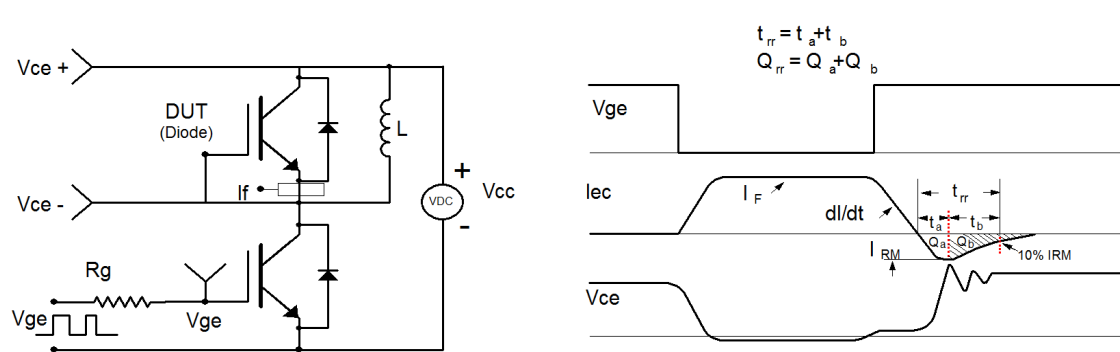 Vce +
DUT
(Diode)
L
If
Vce -
+
VDC
Vcc
-
Rg
Vge
Vge
t rr = t a+t b
Q rr = Q a+Q b
Vge
Iec
I F
dI/dt
t rr
t a
t b
Q a
Q b
I RM
10% IRM
Vce